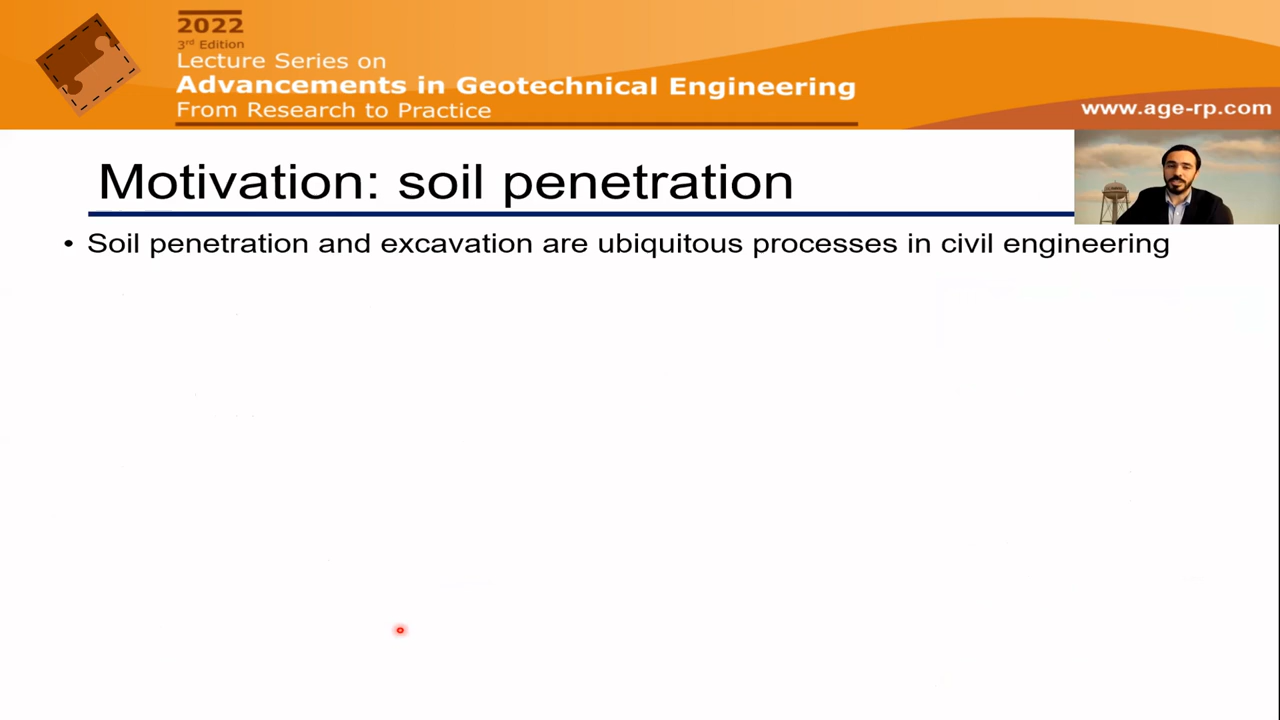 2022
3rd Edition
Lecture Series on
Advancements in Geotechnical Engineering
From Research to Practice
www.age-rp.com
Motivation: soil penetration
• Soil penetration and excavation are ubiquitous processes in civil engineering